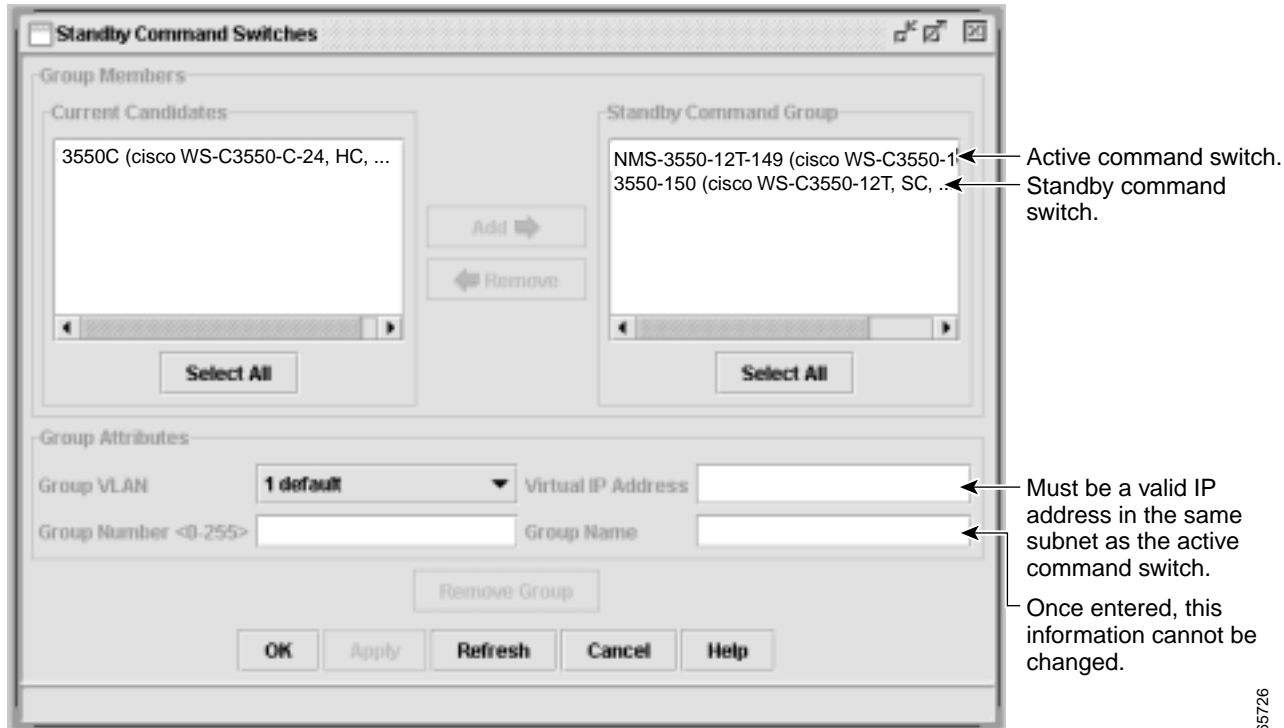 Standby Command Switches
Group Members
Current Candidates
Standby Command Group
3550C (cisco WS-C3550-C-24, HC, ...
NMS-3550-12T-149 (cisco WS-C3550-1
3550-150 (cisco WS-C3550-12T, SC, ...
Active command switch.
Standby command
switch.
Add
Remove
Select All
Select All
Group Attributes
Group VLAN
1 default
Virtual IP Address
Group Number <0-255>
Group Name
Must be a valid IP
address in the same
subnet as the active
command switch.
Once entered, this
information cannot be
changed.
Remove Group
OK
Apply
Refresh
Cancel
Help